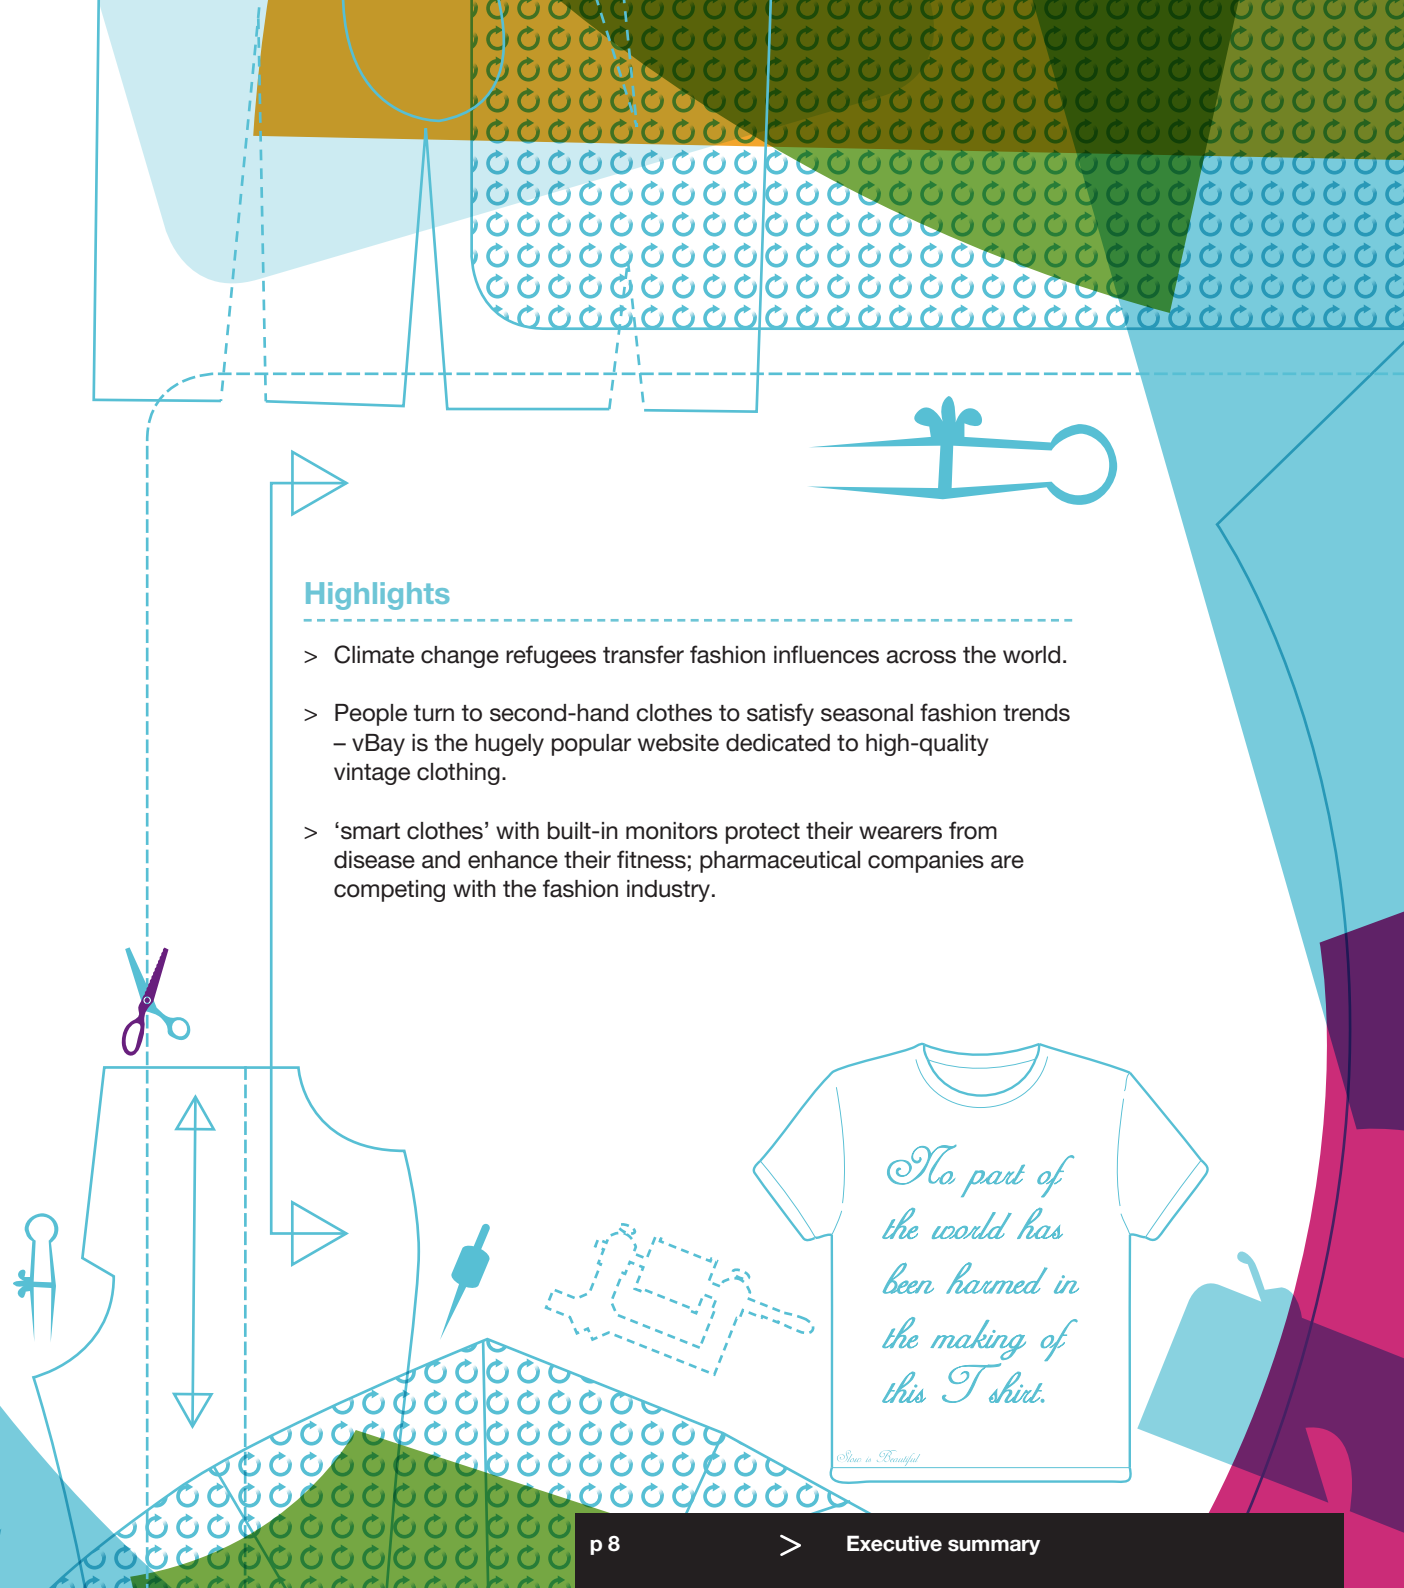 Highlights
> Climate change refugees transfer fashion influences across the world.
> People turn to second-hand clothes to satisfy seasonal fashion trends
– vBay is the hugely popular website dedicated to high-quality
vintage clothing.
> ‘smart clothes’ with built-in monitors protect their wearers from
disease and enhance their fitness; pharmaceutical companies are
competing with the fashion industry.
No part of
the world has
been harmed in
the making of
this T shirt.
Slow is Beautiful
p 8 > Executive summary